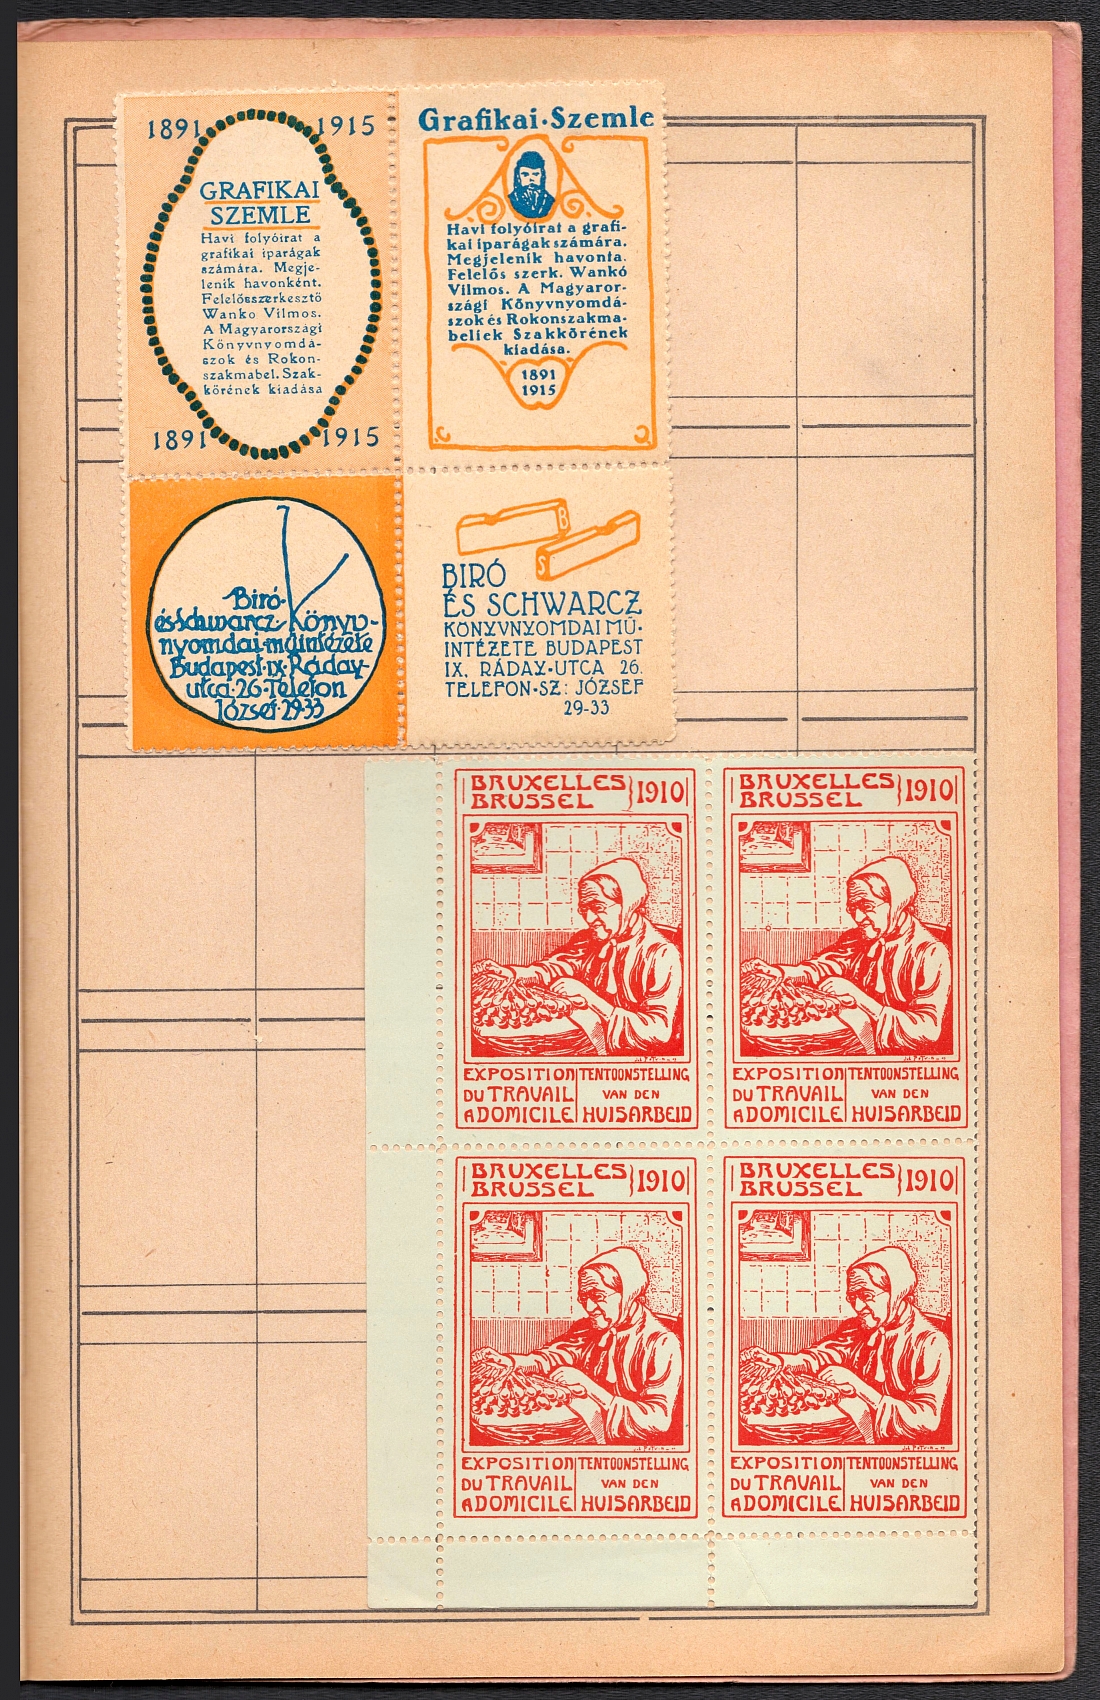 1891 1915
GRAFIKAI
SZEMLE
Havi folyóirat a
grafikai iparágak
számára. Megje-
lenik havonként.
Felelősszerkesztő
Wanko Vilmos.
A Magyarországi
Könyvnyomdá-
szok és Rokon-
szakmabel. Szak-
körének kiadása
1891 1915
Grafikai·Szemle
Havi folyóirat a grafi-
kai iparágak számára.
Megjelenik havonta.
Felelős szerk. Wankó
Vilmos. A Magyaror-
szági Könyvnyomdá-
szok és Rokonszakma-
beliek Szakkörének
kiadása.
1891
1915
Biró·
és·Schwarcz·Könyv-
nyomdai·műintézete
Budapest·IX·Ráday-
utca·26·Telefon
József·29-33
B
S
BIRÓ
ÉS SCHWARCZ
KÖNYVNYOMDAI MŰ-
INTÉZETE BUDAPEST
IX. RÁDAY-UTCA 26.
TELEFON-SZ: JÓZSEF
29-33
BRUXELLES
BRUSSEL 1910
EXPOSITION
DU TRAVAIL
A DOMICILE
TENTOONSTELLING
VAN DEN
HUISARBEID
BRUXELLES
BRUSSEL 1910
EXPOSITION
DU TRAVAIL
A DOMICILE
TENTOONSTELLING
VAN DEN
HUISARBEID
BRUXELLES
BRUSSEL 1910
EXPOSITION
DU TRAVAIL
A DOMICILE
TENTOONSTELLING
VAN DEN
HUISARBEID
BRUXELLES
BRUSSEL 1910
EXPOSITION
DU TRAVAIL
A DOMICILE
TENTOONSTELLING
VAN DEN
HUISARBEID